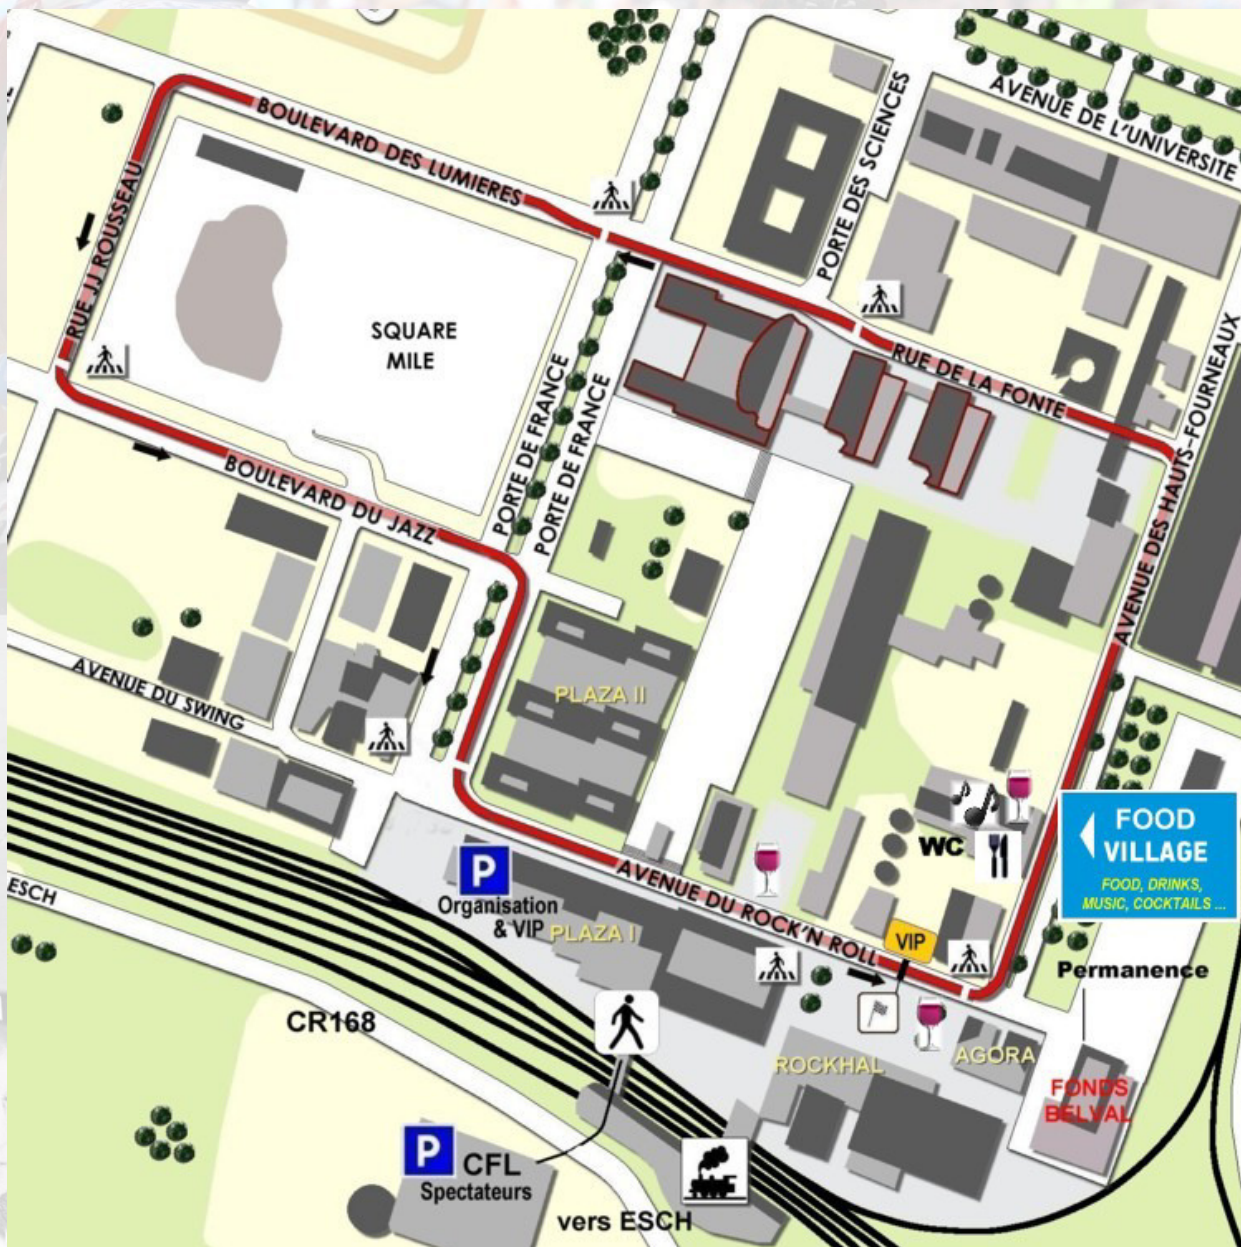 BOULEVARD DES LUMIERES
AVENUE DE L'UNIVERSITE
PORTE DES SCIENCES
RUE JJ ROUSSEAU
SQUARE
MILE
RUE DE LA FONTE
AVENUE DES HAUTS-FOURNEAUX
PORTE DE FRANCE
PORTE DE FRANCE
BOULEVARD DU JAZZ
AVENUE DU SWING
PLAZA II
FOOD
VILLAGE
FOOD, DRINKS,
MUSIC, COCKTAILS ...
WC
AVENUE DU ROCK'N ROLL
P
Organisation
& VIP
PLAZA I
VIP
ESCH
Permanence
CR168
ROCKHAL
AGORA
FONDS
BELVAL
P
CFL
Spectateurs
vers ESCH